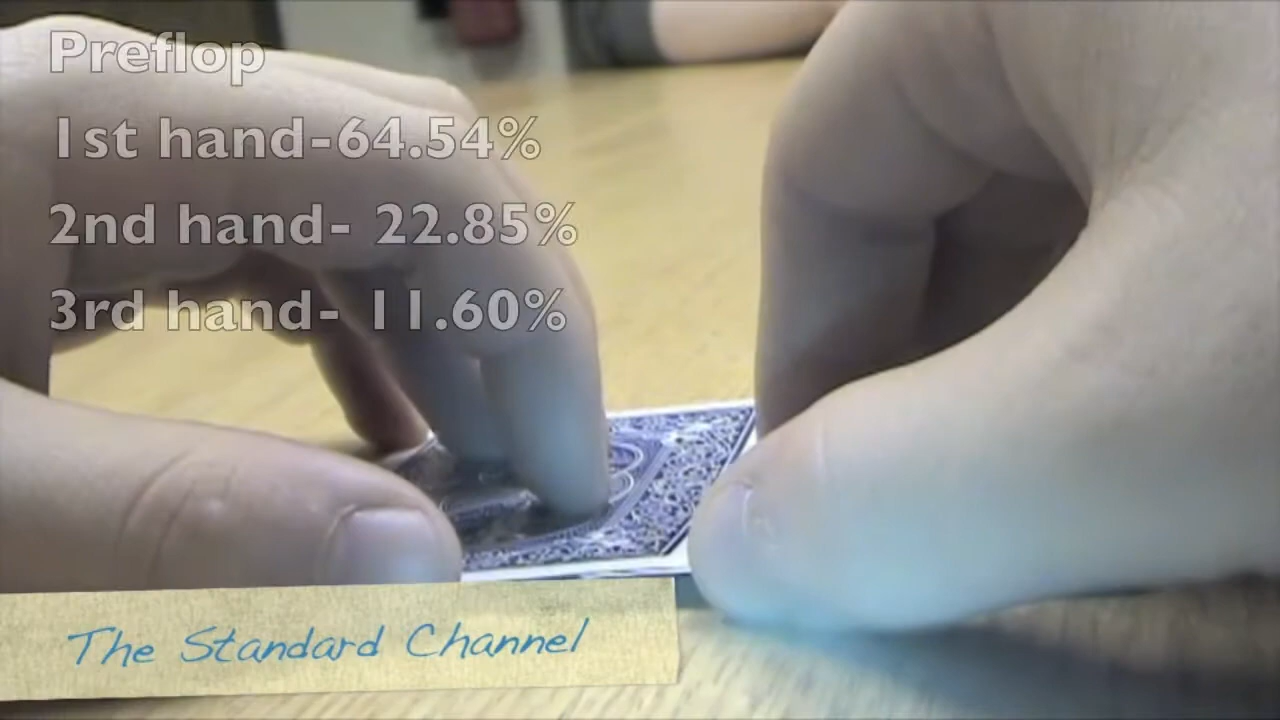 Preflop
1st hand-64.54%
2nd hand- 22.85%
3rd hand- 11.60%
The Standard Channel